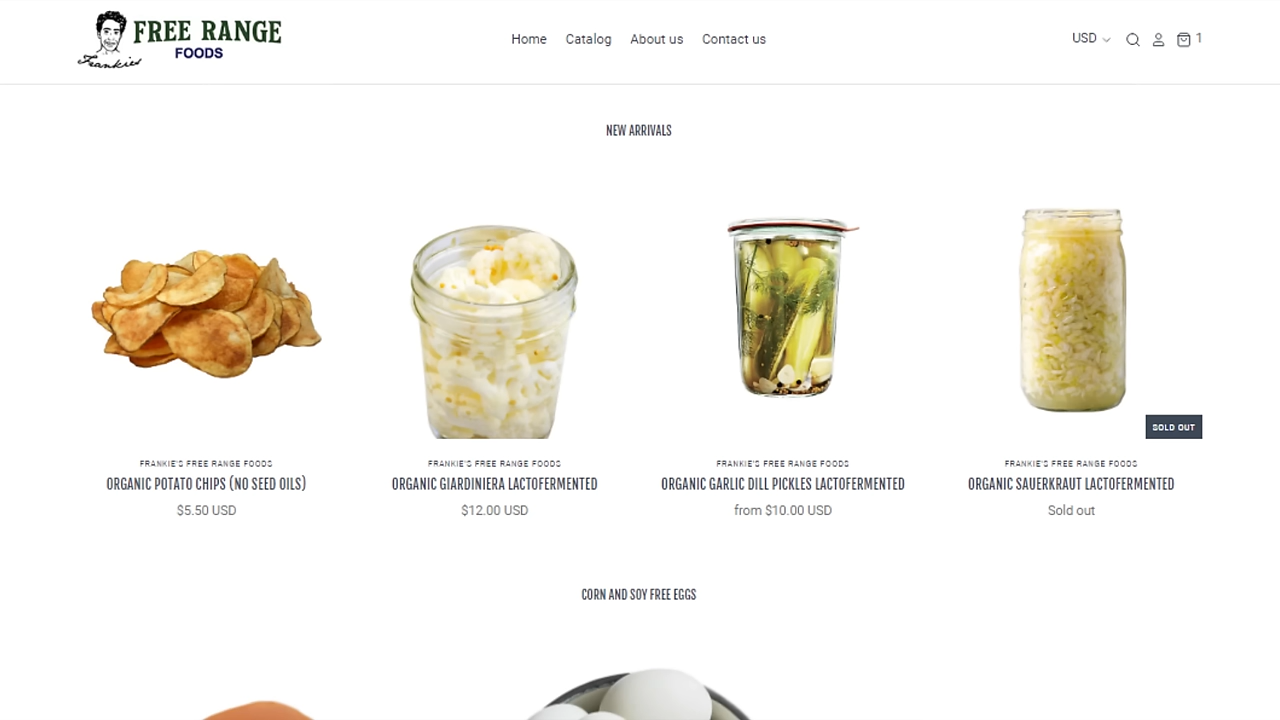 FREE RANGE
FOODS
Frankies
Home
Catalog
About us
Contact us
USD
1
NEW ARRIVALS
SOLD OUT
FRANKIE'S FREE RANGE FOODS
ORGANIC POTATO CHIPS (NO SEED OILS)
$5.50 USD
FRANKIE'S FREE RANGE FOODS
ORGANIC GIARDINIERA LACTOFERMENTED
$12.00 USD
FRANKIE'S FREE RANGE FOODS
ORGANIC GARLIC DILL PICKLES LACTOFERMENTED
from $10.00 USD
FRANKIE'S FREE RANGE FOODS
ORGANIC SAUERKRAUT LACTOFERMENTED
Sold out
CORN AND SOY FREE EGGS